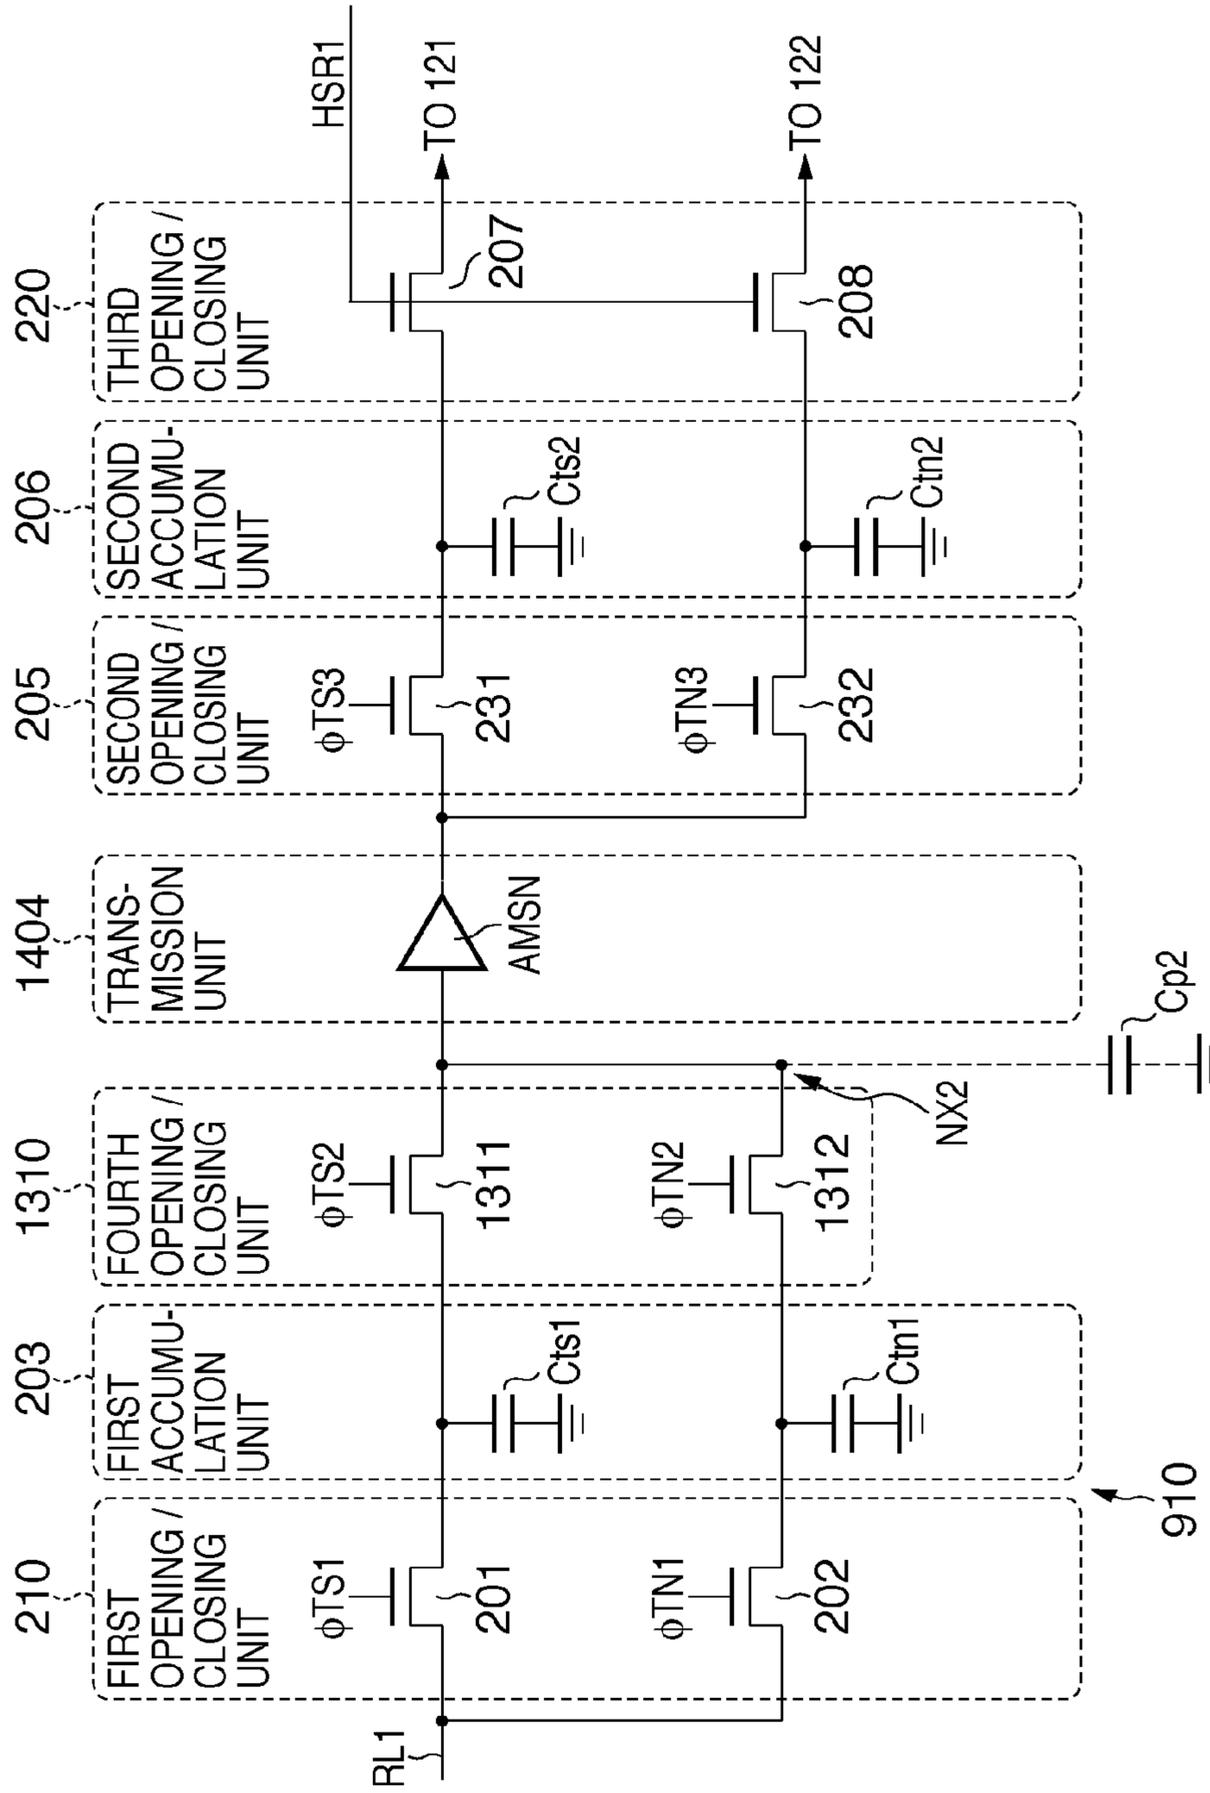 210
FIRST
OPENING /
CLOSING
UNIT
203
FIRST
ACCUMU-
LATION
UNIT
1310
FOURTH
OPENING /
CLOSING
UNIT
1404
TRANS-
MISSION
UNIT
205
SECOND
OPENING /
CLOSING
UNIT
206
SECOND
ACCUMU-
LATION
UNIT
220
THIRD
OPENING /
CLOSING
UNIT
HSR1
RL1
ϕTS1
201
Cts1
ϕTS2
1311
AMSN
ϕTS3
231
Cts2
207
TO 121
ϕTN1
202
Ctn1
ϕTN2
1312
NX2
Cp2
ϕTN3
232
Ctn2
208
TO 122
910